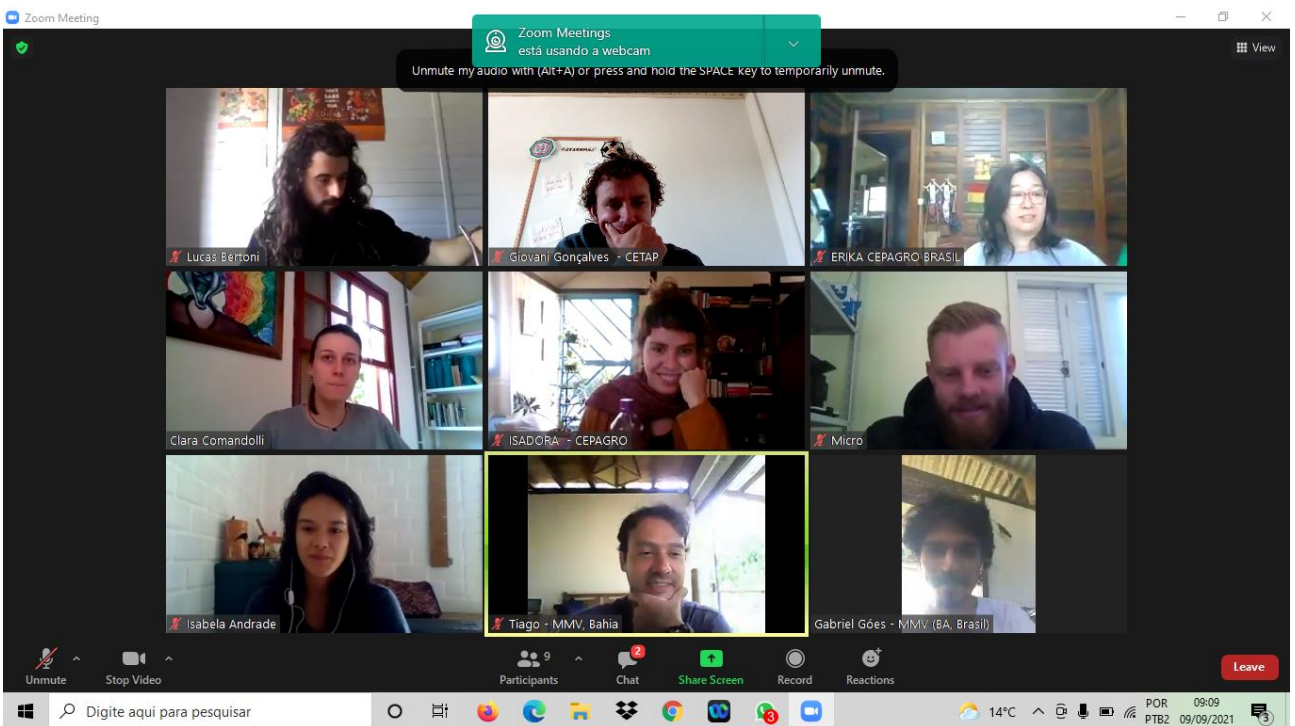 Zoom Meeting
Zoom Meetings
está usando a webcam
View
Unmute my audio with (Alt+A) or press and hold the SPACE key to temporarily unmute.
Lucas Bertoni
Giovani Gonçalves - CETAP
ERIKA CEPAGRO BRASIL
Clara Comandolli
ISADORA - CEPAGRO
Micro
Isabela Andrade
Tiago - MMV, Bahia
Gabriel Góes - MMV (BA, Brasil)
9
2
Unmute
Stop Video
Participants
Chat
Share Screen
Record
Reactions
Leave
Digite aqui para pesquisar
3
14°C
POR
PTB2
09:09
09/09/2021
3